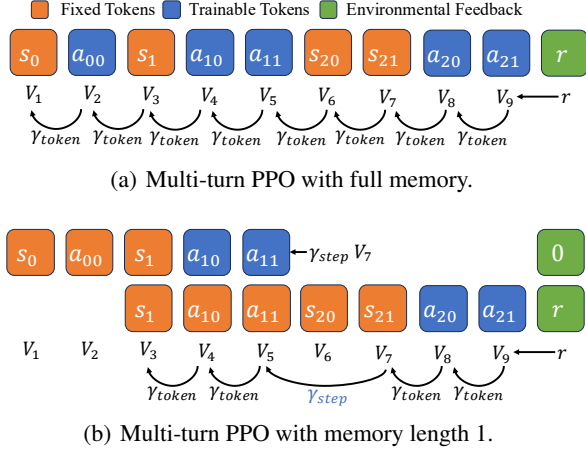 Fixed Tokens Trainable Tokens Environmental Feedback
s₀ a₀₀ s₁ a₁₀ a₁₁ s₂₀ s₂₁ a₂₀ a₂₁ r
V₁ V₂ V₃ V₄ V₅ V₆ V₇ V₈ V₉ r
γtoken γtoken γtoken γtoken γtoken γtoken γtoken γtoken
(a) Multi-turn PPO with full memory.
s₀ a₀₀ s₁ a₁₀ a₁₁ γstep V₇ 0
s₁ a₁₀ a₁₁ s₂₀ s₂₁ a₂₀ a₂₁ r
V₁ V₂ V₃ V₄ V₅ V₆ V₇ V₈ V₉ r
γtoken γtoken γstep γtoken γtoken
(b) Multi-turn PPO with memory length 1.